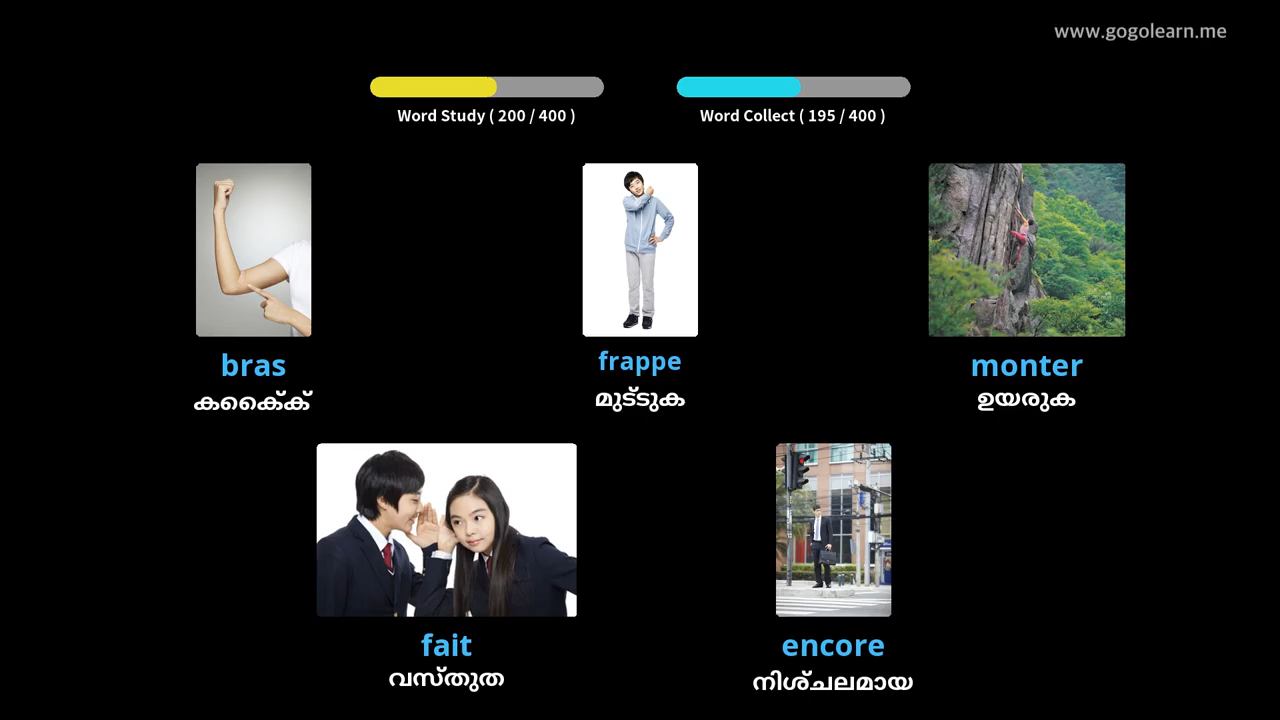 www.gogolearn.me
Word Study ( 200 / 400 )
Word Collect ( 195 / 400 )
bras
കകൈ്ക്
frappe
മുട്ടുക
monter
ഉയരുക
fait
വസ്തുത
encore
നിശ്ചലമായ